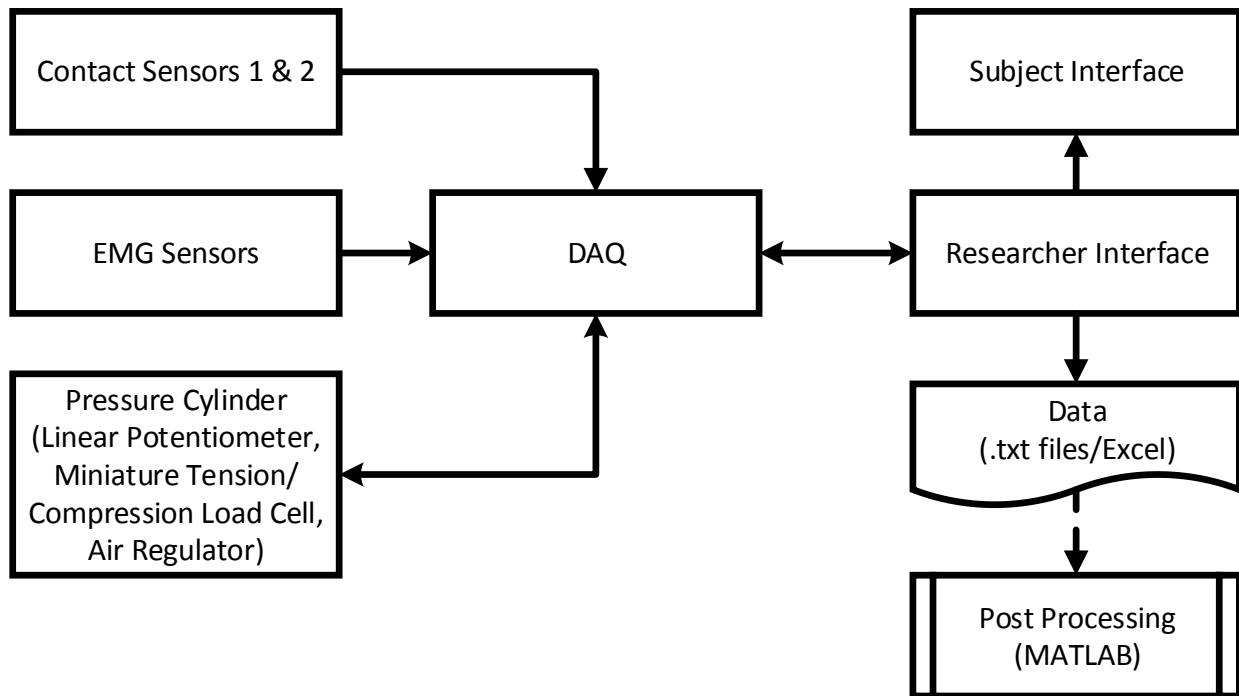 Contact Sensors 1 & 2
Subject Interface
EMG Sensors
DAQ
Researcher Interface
Pressure Cylinder
(Linear Potentiometer,
Miniature Tension/
Compression Load Cell,
Air Regulator)
Data
(.txt files/Excel)
Post Processing
(MATLAB)